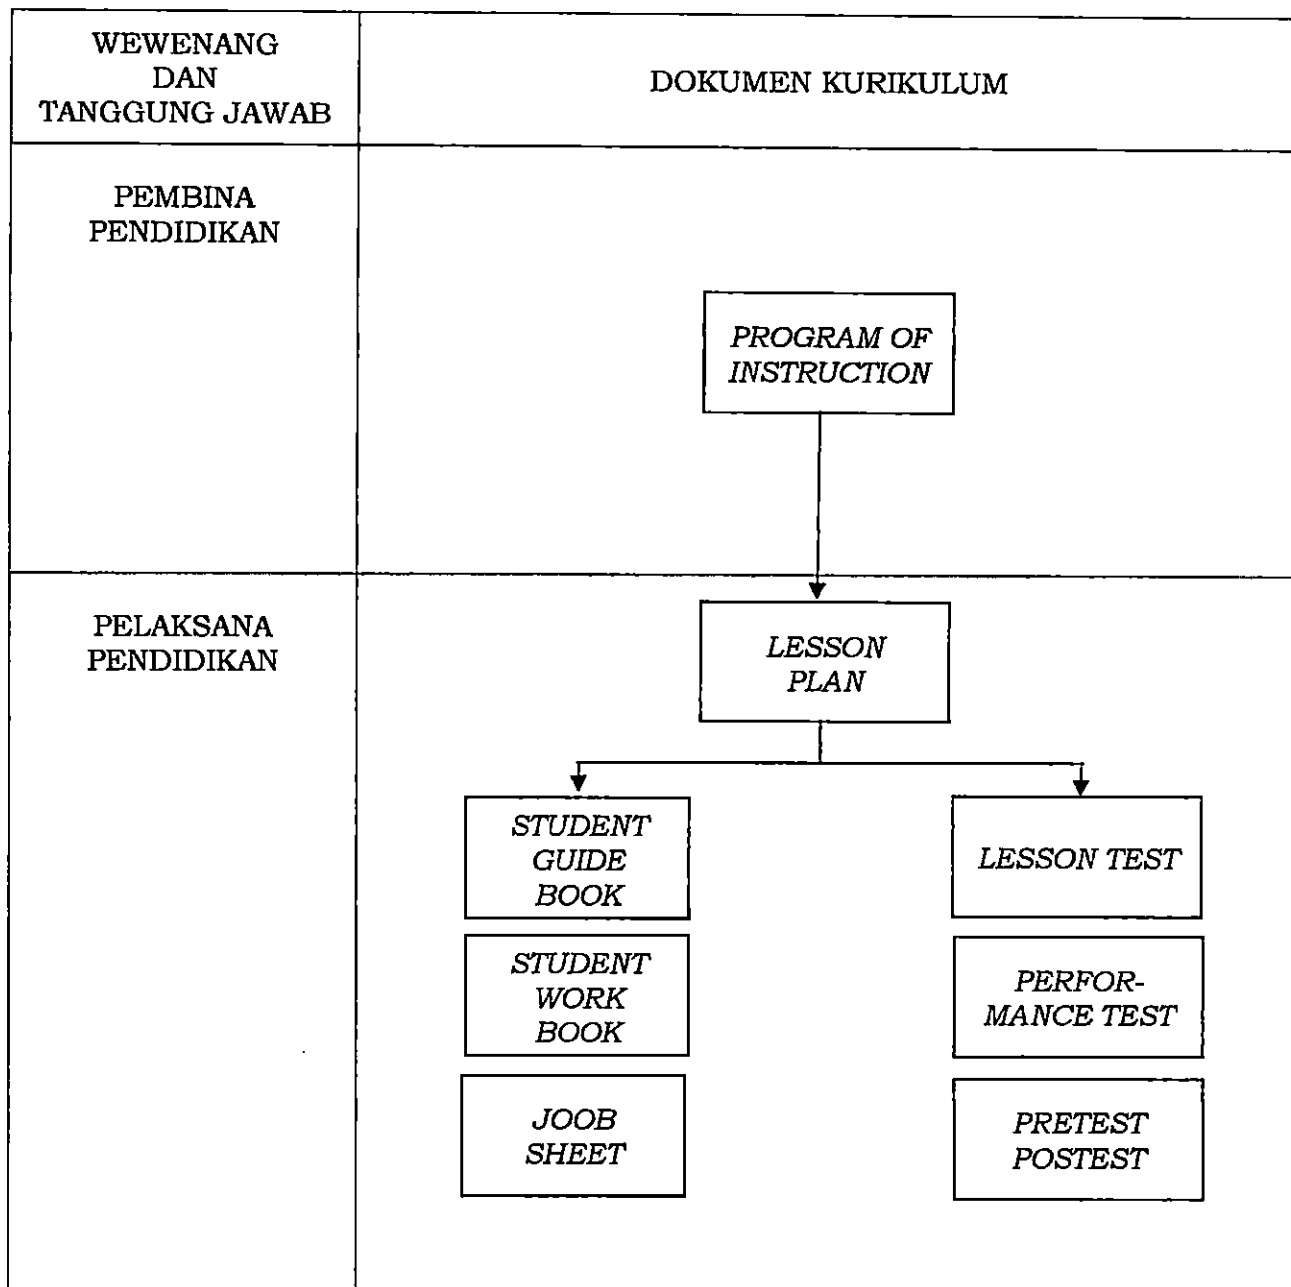 WEWENANG
DAN
TANGGUNG JAWAB
DOKUMEN KURIKULUM
PEMBINA
PENDIDIKAN
PROGRAM OF
INSTRUCTION
PELAKSANA
PENDIDIKAN
LESSON
PLAN
STUDENT
GUIDE
BOOK
LESSON TEST
STUDENT
WORK
BOOK
PERFOR-
MANCE TEST
JOOB
SHEET
PRETEST
POSTEST